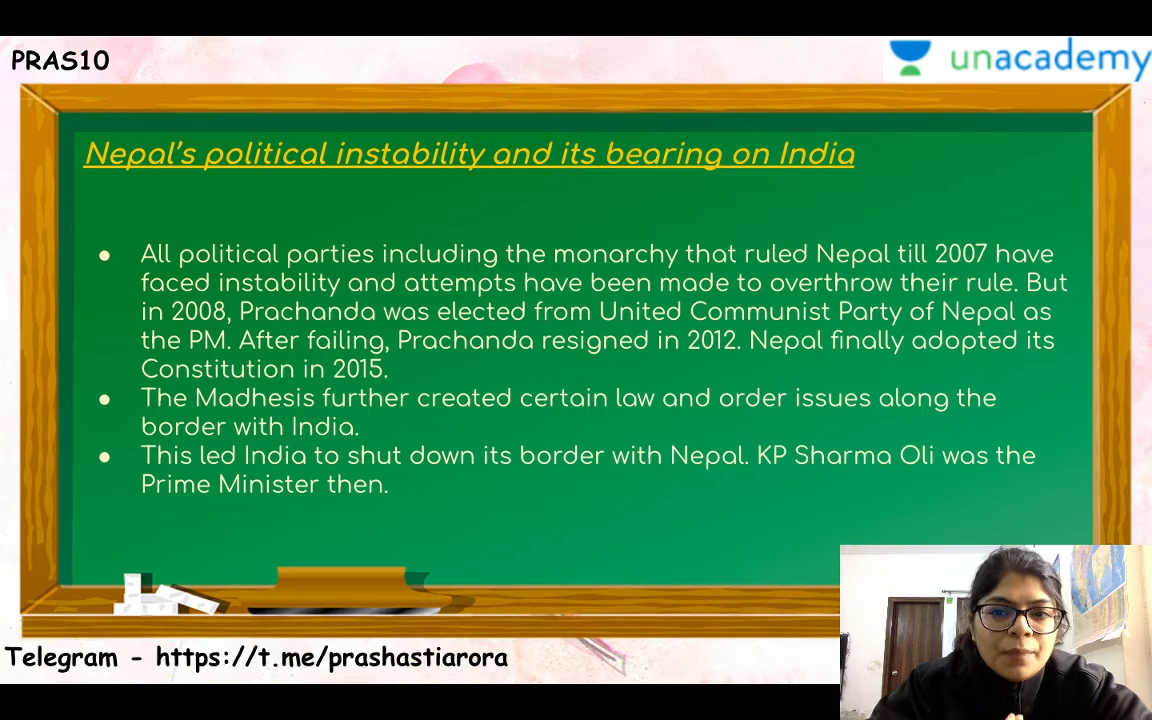 PRAS10
unacademy
Nepal's political instability and its bearing on India
● All political parties including the monarchy that ruled Nepal till 2007 have
faced instability and attempts have been made to overthrow their rule. But
in 2008, Prachanda was elected from United Communist Party of Nepal as
the PM. After failing, Prachanda resigned in 2012. Nepal finally adopted its
Constitution in 2015.
● The Madhesis further created certain law and order issues along the
border with India.
● This led India to shut down its border with Nepal. KP Sharma Oli was the
Prime Minister then.
Telegram - https://t.me/prashastiarora